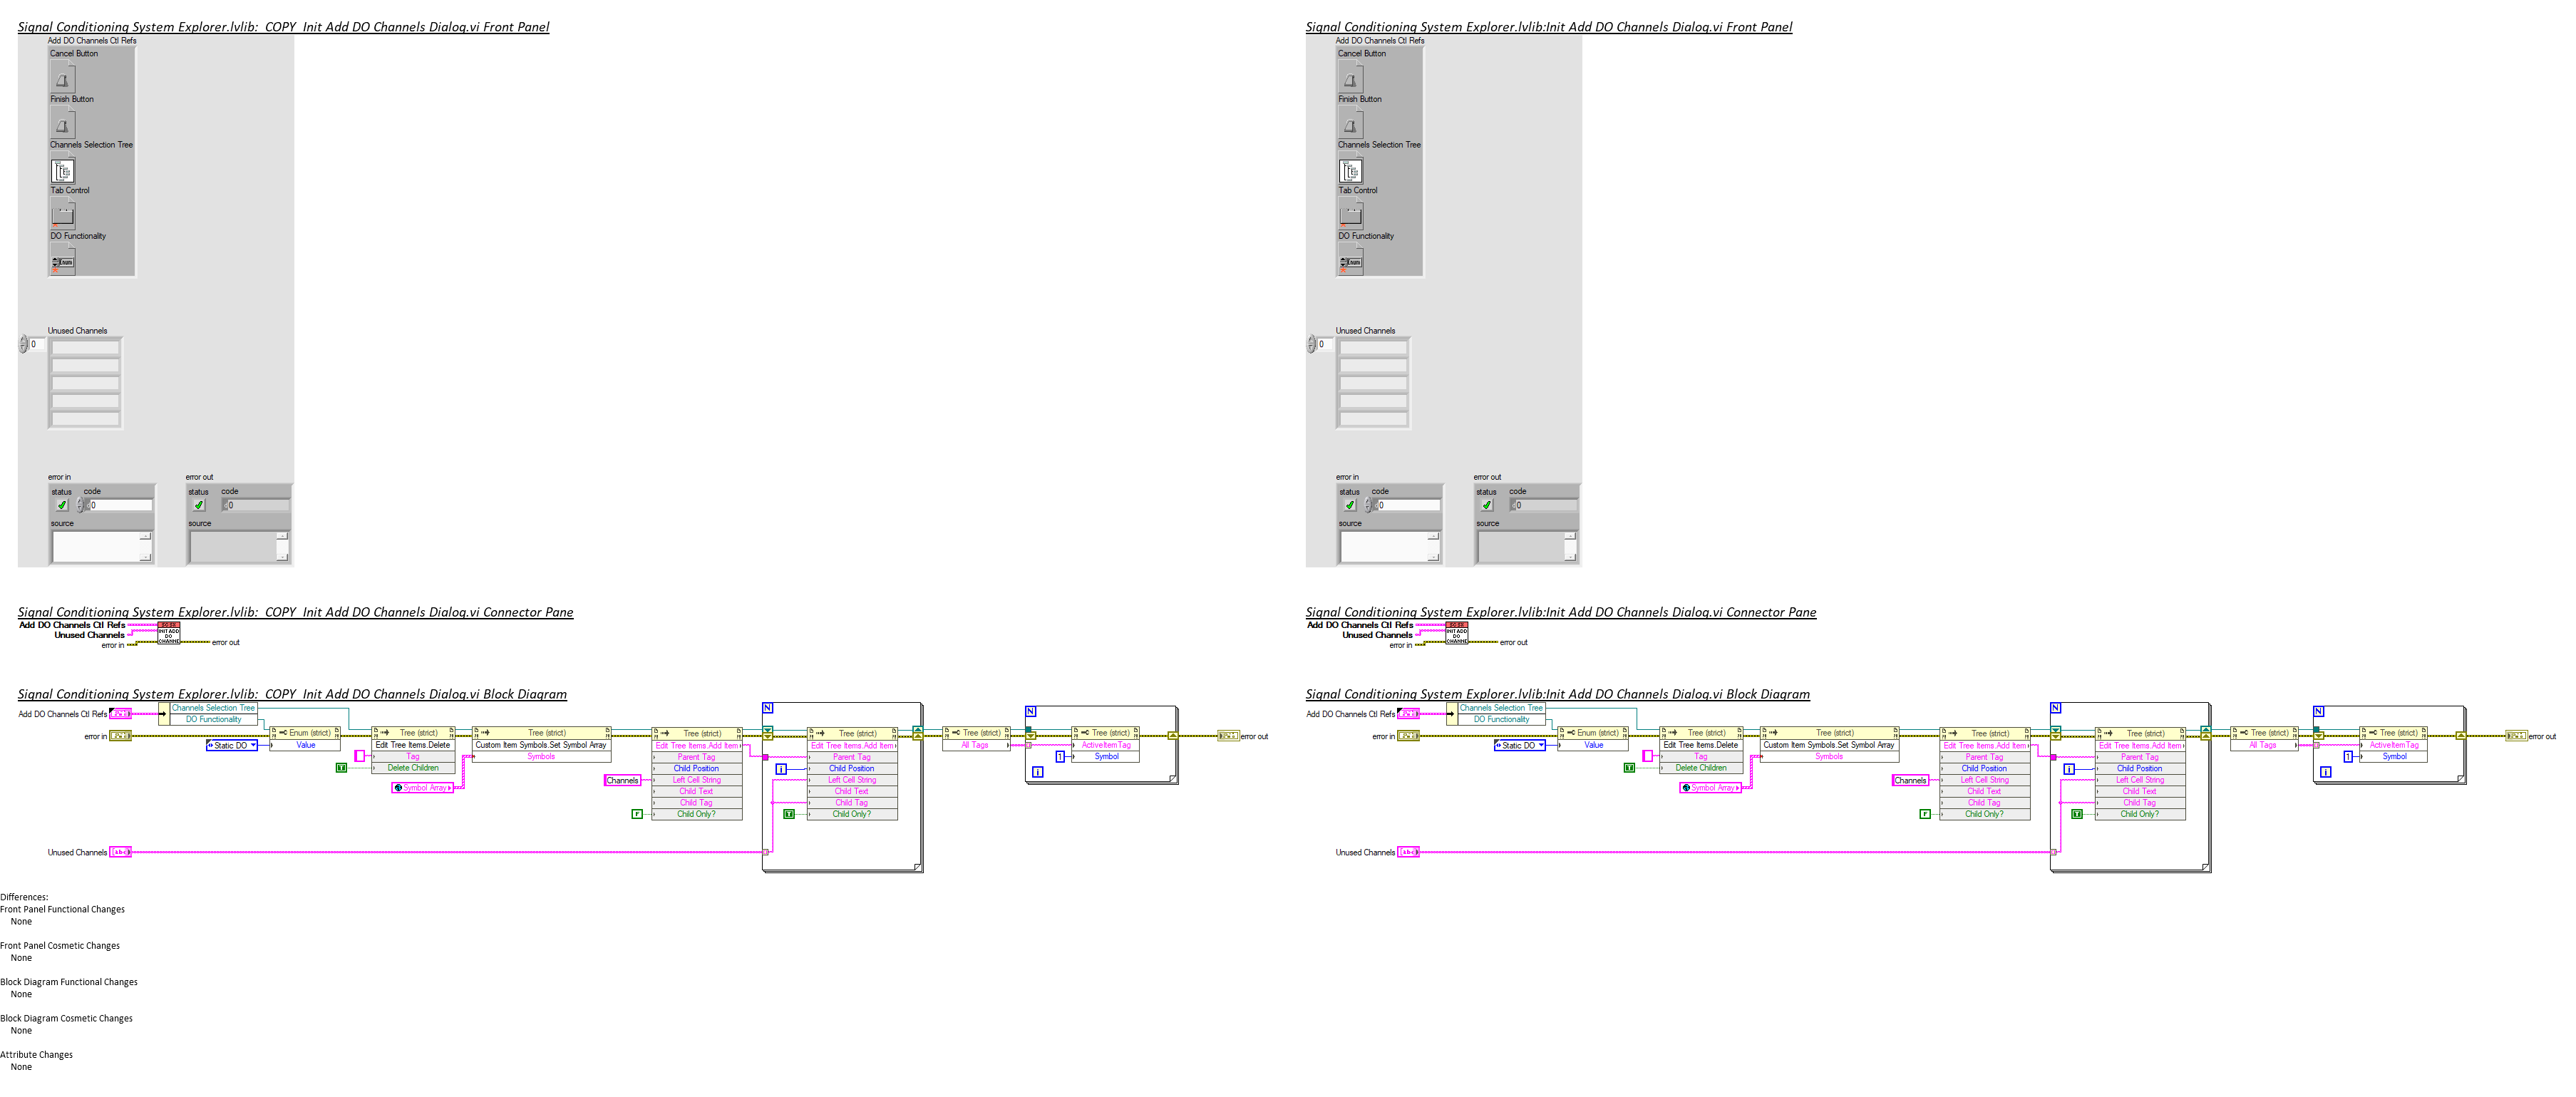 Signal Conditioning System Explorer.lvlib:  COPY  Init Add DO Channels Dialog.vi Front Panel
Add DO Channels Ctl Refs
Cancel Button
Finish Button
Channels Selection Tree
Tab Control
DO Functionality
Unused Channels
0
error in
status code
0
source
error out
status code
0
source
Signal Conditioning System Explorer.lvlib:  COPY  Init Add DO Channels Dialog.vi Connector Pane
Add DO Channels Ctl Refs
Unused Channels
error in
INIT ADD
DO
CHANNE
error out
Signal Conditioning System Explorer.lvlib:  COPY  Init Add DO Channels Dialog.vi Block Diagram
Add DO Channels Ctl Refs
Channels Selection Tree
DO Functionality
error in
Static DO
Enum (strict)
Value
Tree (strict)
Edit Tree Items.Delete
Tag
Delete Children
T
Tree (strict)
Custom Item Symbols.Set Symbol Array
Symbols
Symbol Array
Tree (strict)
Edit Tree Items.Add Item
Parent Tag
Child Position
Left Cell String
Child Text
Child Tag
Child Only?
Channels
F
N
Tree (strict)
Edit Tree Items.Add Item
Parent Tag
Child Position
Left Cell String
Child Text
Child Tag
Child Only?
i
T
Tree (strict)
All Tags
N
Tree (strict)
ActiveItemTag
Symbol
1
i
error out
Unused Channels
abc
Signal Conditioning System Explorer.lvlib:Init Add DO Channels Dialog.vi Front Panel
Add DO Channels Ctl Refs
Cancel Button
Finish Button
Channels Selection Tree
Tab Control
DO Functionality
Unused Channels
0
error in
status code
0
source
error out
status code
0
source
Signal Conditioning System Explorer.lvlib:Init Add DO Channels Dialog.vi Connector Pane
Add DO Channels Ctl Refs
Unused Channels
error in
INIT ADD
DO
CHANNE
error out
Signal Conditioning System Explorer.lvlib:Init Add DO Channels Dialog.vi Block Diagram
Add DO Channels Ctl Refs
Channels Selection Tree
DO Functionality
error in
Static DO
Enum (strict)
Value
Tree (strict)
Edit Tree Items.Delete
Tag
Delete Children
T
Tree (strict)
Custom Item Symbols.Set Symbol Array
Symbols
Symbol Array
Tree (strict)
Edit Tree Items.Add Item
Parent Tag
Child Position
Left Cell String
Child Text
Child Tag
Child Only?
Channels
F
N
Tree (strict)
Edit Tree Items.Add Item
Parent Tag
Child Position
Left Cell String
Child Text
Child Tag
Child Only?
i
T
Tree (strict)
All Tags
N
Tree (strict)
ActiveItemTag
Symbol
1
i
error out
Unused Channels
abc
Differences:
Front Panel Functional Changes
None
Front Panel Cosmetic Changes
None
Block Diagram Functional Changes
None
Block Diagram Cosmetic Changes
None
Attribute Changes
None